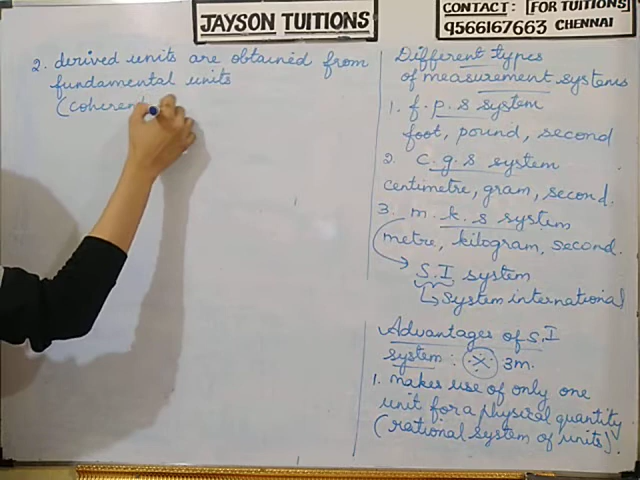 JAYSON TUITIONS
CONTACT: [FOR TUITIONS]
9566167663 CHENNAI
2. derived units are obtained from
fundamental units
(coheren
Different types
of measurement systems
1. f.p.s system
foot, pound, second
2. c.g.s system
centimetre, gram, second.
3. m.k.s system
metre, kilogram, second.
S.I system
System international
Advantages of S.I
system: 3m.
1. makes use of only one
unit for a physical quantity
(rational system of units).